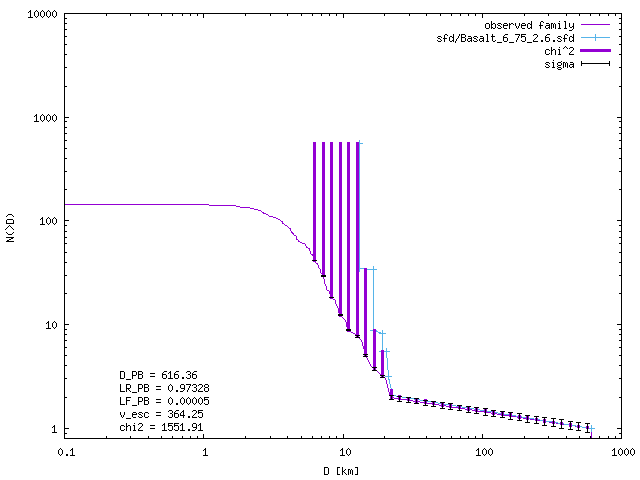 10000
1000
100
10
1
N(>D)
observed family
sfd/Basalt_6_75_2.6.sfd
chi^2
sigma
D_PB = 616.36
LR_PB = 0.97328
LF_PB = 0.00005
v_esc = 364.25
chi2 = 1551.91
0.1 1 10 100 1000
D [km]